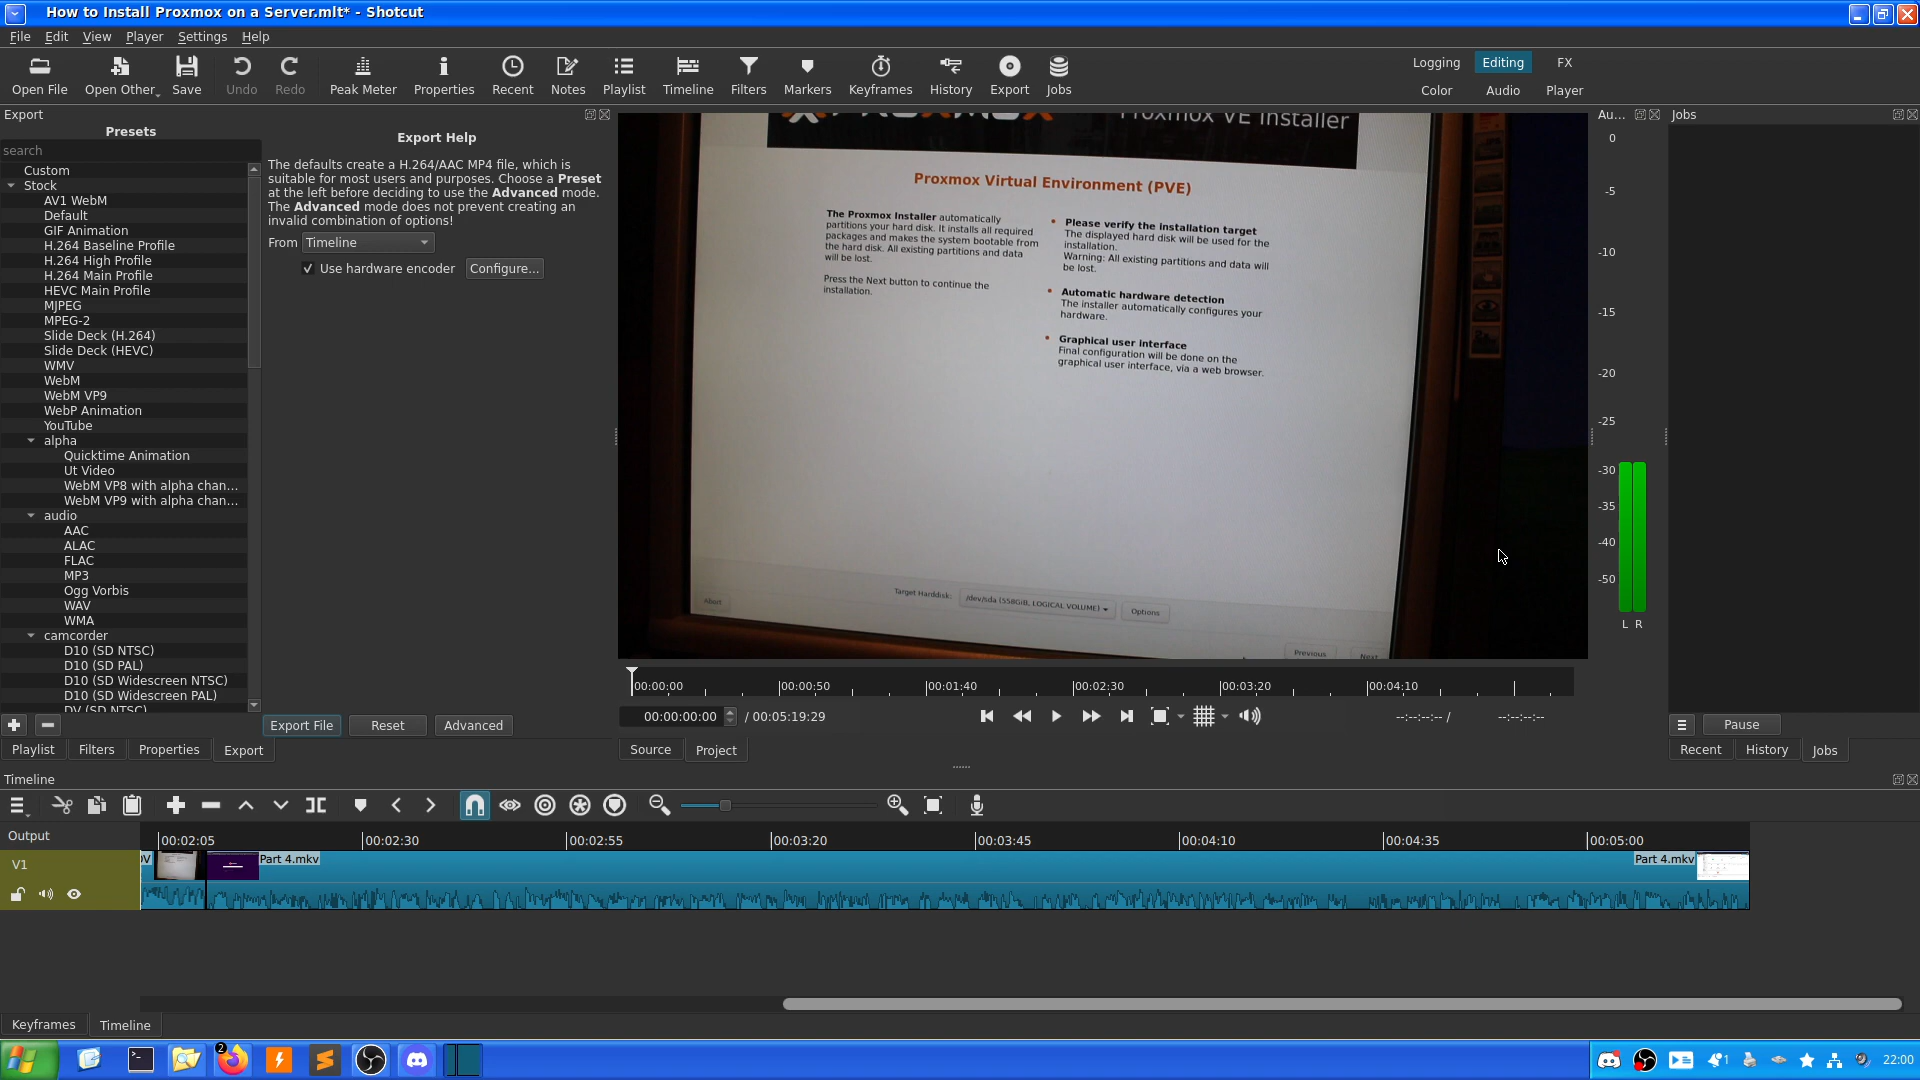 How to Install Proxmox on a Server.mlt* - Shotcut
File Edit View Player Settings Help
Open File Open Other Save Undo Redo Peak Meter Properties Recent Notes Playlist Timeline Filters Markers Keyframes History Export Jobs
Logging Editing FX
Color Audio Player
Export
Presets
search
Custom
Stock
AV1 WebM
Default
GIF Animation
H.264 Baseline Profile
H.264 High Profile
H.264 Main Profile
HEVC Main Profile
MJPEG
MPEG-2
Slide Deck (H.264)
Slide Deck (HEVC)
WMV
WebM
WebM VP9
WebP Animation
YouTube
alpha
Quicktime Animation
Ut Video
WebM VP8 with alpha chan...
WebM VP9 with alpha chan...
audio
AAC
ALAC
FLAC
MP3
Ogg Vorbis
WAV
WMA
camcorder
D10 (SD NTSC)
D10 (SD PAL)
D10 (SD Widescreen NTSC)
D10 (SD Widescreen PAL)
DV (SD NTSC)
Export Help
The defaults create a H.264/AAC MP4 file, which is
suitable for most users and purposes. Choose a Preset
at the left before deciding to use the Advanced mode.
The Advanced mode does not prevent creating an
invalid combination of options!
From Timeline
Use hardware encoder Configure...
Export File Reset Advanced
Playlist Filters Properties Export
PROXMOX Proxmox VE Installer
Proxmox Virtual Environment (PVE)
The Proxmox Installer automatically
partitions your hard disk. It installs all required
packages and makes the system bootable from
the hard disk. All existing partitions and data
will be lost.
Press the Next button to continue the
installation.
Please verify the installation target
The displayed hard disk will be used for the
installation.
Warning: All existing partitions and data will
be lost.
Automatic hardware detection
The installer automatically configures your
hardware.
Graphical user interface
Final configuration will be done on the
graphical user interface, via a web browser.
Abort
Target Harddisk: /dev/sda (558GiB, LOGICAL VOLUME) Options
Previous Next
00:00:00 00:00:50 00:01:40 00:02:30 00:03:20 00:04:10
00:00:00:00 / 00:05:19:29
--:--:--:-- / --:--:--:--
Source Project
Au...
0
-5
-10
-15
-20
-25
-30
-35
-40
-50
L R
Jobs
Pause
Recent History Jobs
Timeline
Output
00:02:05 00:02:30 00:02:55 00:03:20 00:03:45 00:04:10 00:04:35 00:05:00
V1
OV Part 4.mkv Part 4.mkv
Keyframes Timeline
2
1
22:00